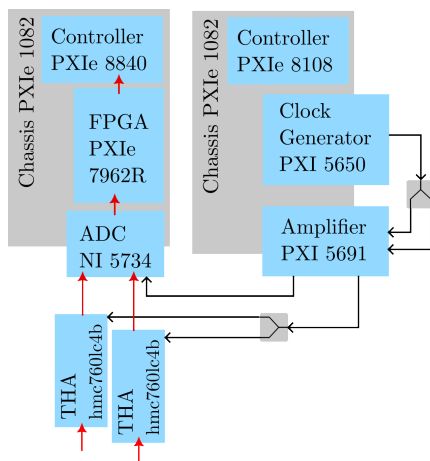 Chassis PXIe 1082
Controller
PXIe 8840
FPGA
PXIe
7962R
ADC
NI 5734
THA
hmc760lc4b
THA
hmc760lc4b
Chassis PXIe 1082
Controller
PXIe 8108
Clock
Generator
PXI 5650
Amplifier
PXI 5691